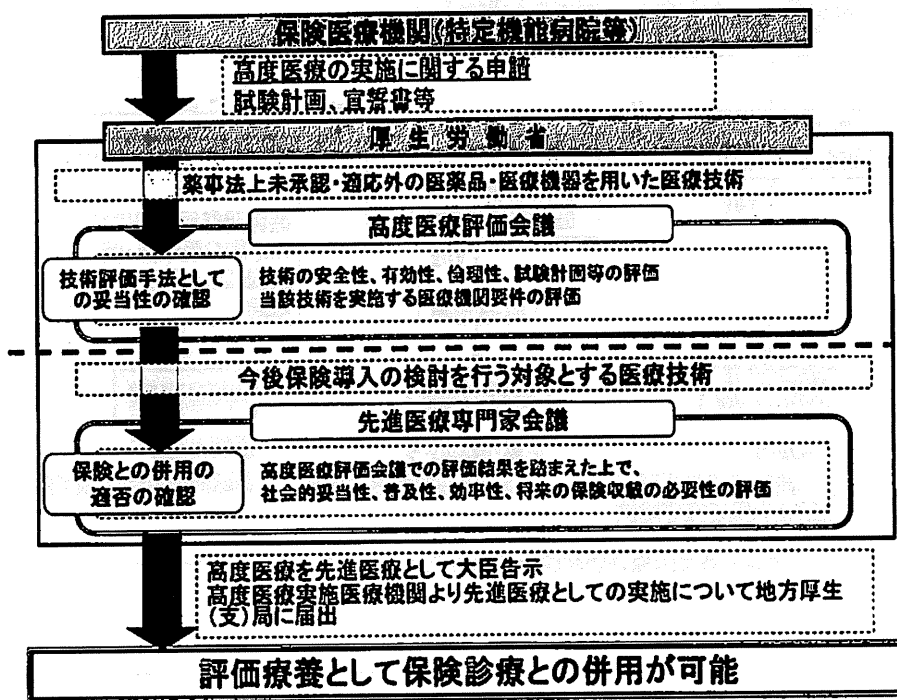 保険医療機関(特定機能病院等)
高度医療の実施に関する申請
試験計画、宣誓書等
厚生労働省
薬事法上未承認・適応外の医薬品・医療機器を用いた医療技術
高度医療評価会議
技術評価手法として
の妥当性の確認
技術の安全性、有効性、倫理性、試験計画等の評価
当該技術を実施する医療機関要件の評価
今後保険導入の検討を行う対象とする医療技術
先進医療専門家会議
保険との併用の
適否の確認
高度医療評価会議での評価結果を踏まえた上で、
社会的妥当性、普及性、効率性、将来の保険収載の必要性の評価
高度医療を先進医療として大臣告示
高度医療実施医療機関より先進医療としての実施について地方厚生
(支)局に届出
評価療養として保険診療との併用が可能